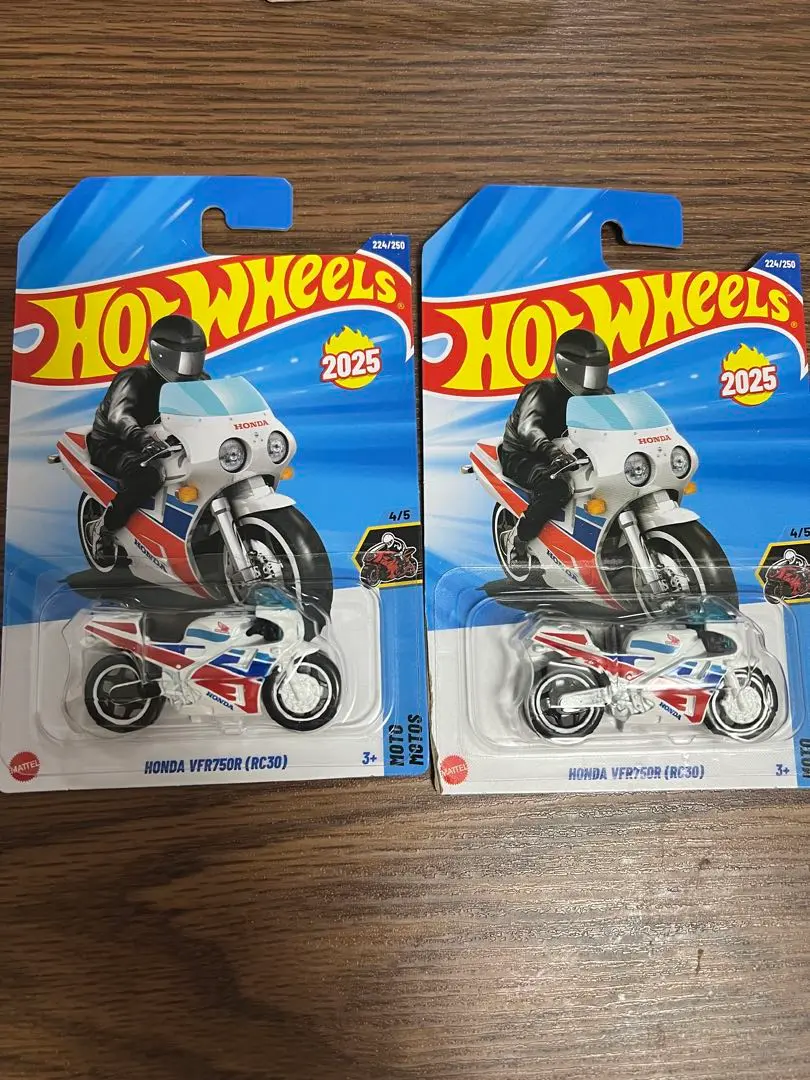 224/250
HOT WHEELS®
2025
HONDA
HONDA
4/5
HONDA
MOTO
MOTOS
MATTEL
HONDA VFR750R (RC30)
3+
224/250
HOT WHEELS®
2025
HONDA
HONDA
4/5
HONDA
MOTO
MATTEL
HONDA VFR750R (RC30)
3+